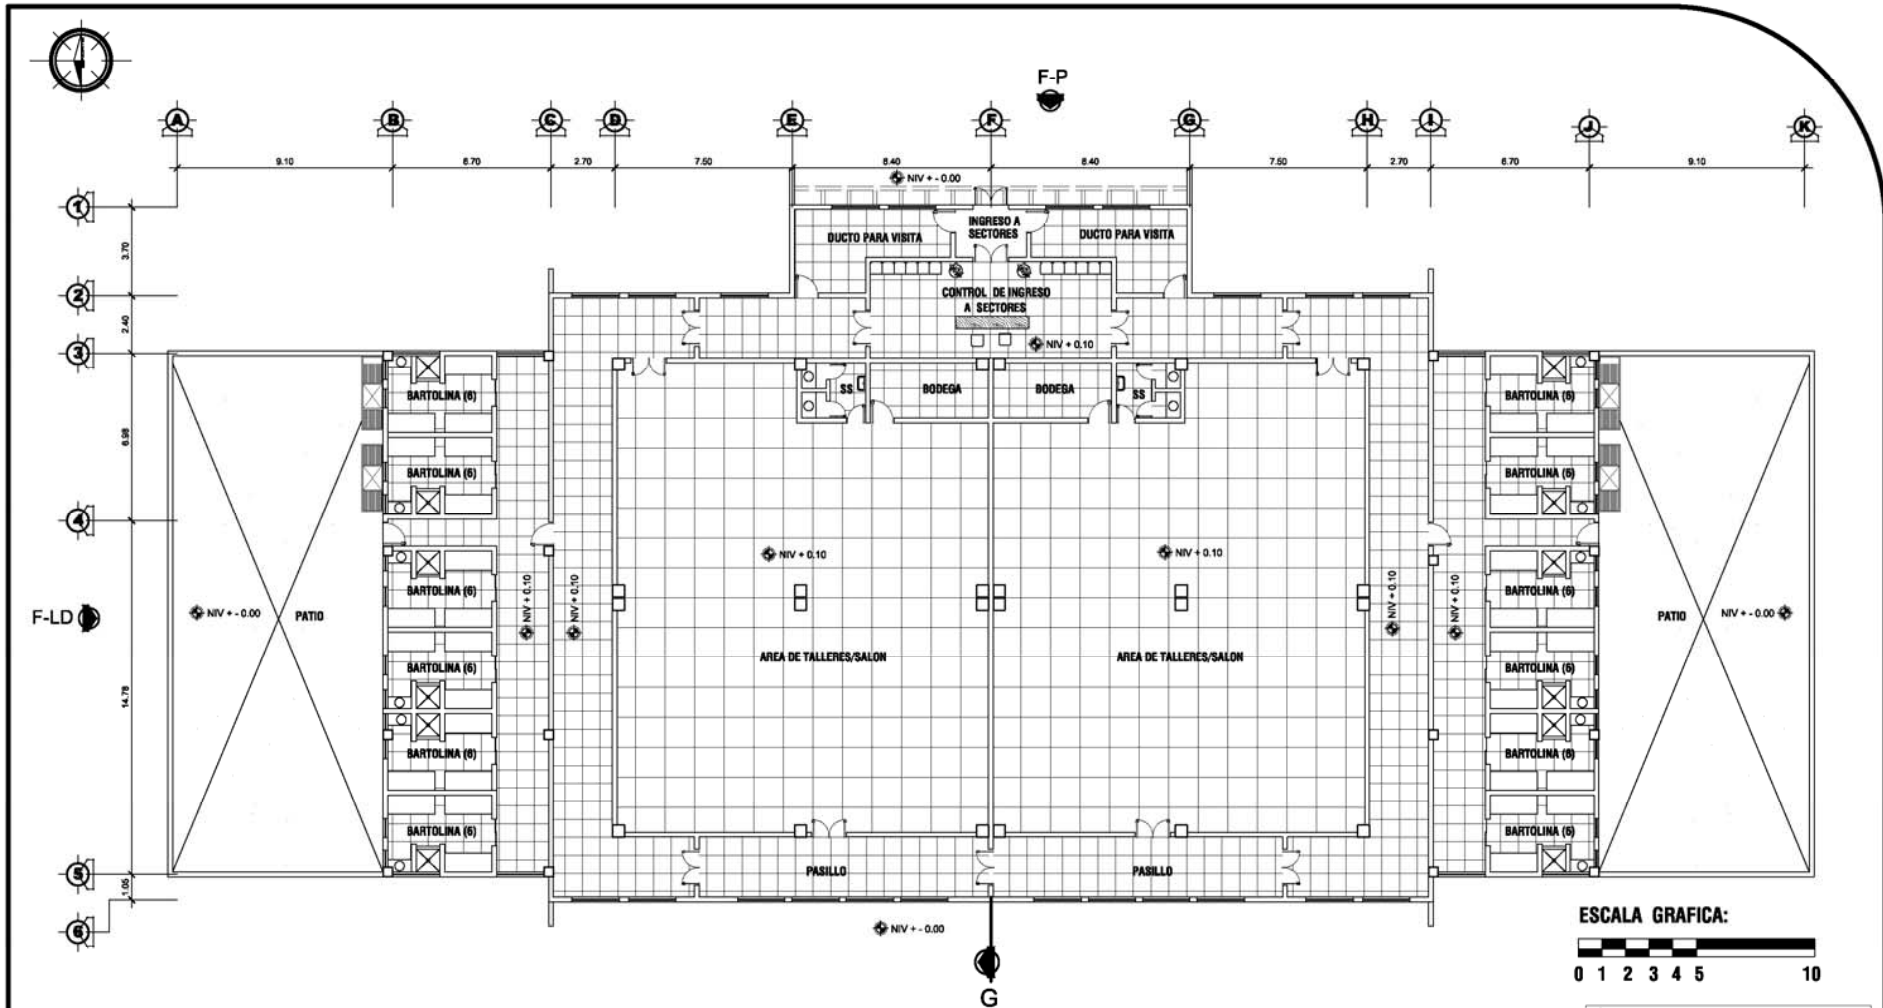 F-P
A B C D E F G H I J K
9.10 6.70 2.70 7.50 8.40 8.40 7.50 2.70 6.70 9.10
NIV + - 0.00
1
3.70
INGRESO A
SECTORES
DUCTO PARA VISITA
DUCTO PARA VISITA
2
CONTROL DE INGRESO
A SECTORES
2.40
NIV + 0.10
3
BARTOLINA (6)
SS
BODEGA
BODEGA
SS
BARTOLINA (6)
6.98
BARTOLINA (6)
BARTOLINA (6)
4
NIV + 0.10
NIV + 0.10
BARTOLINA (6)
NIV + 0.10
NIV + 0.10
NIV + 0.10
NIV + 0.10
BARTOLINA (6)
F-LD
NIV + - 0.00
PATIO
PATIO
NIV + - 0.00
AREA DE TALLERES/SALON
AREA DE TALLERES/SALON
BARTOLINA (6)
BARTOLINA (6)
14.78
BARTOLINA (6)
BARTOLINA (6)
BARTOLINA (6)
BARTOLINA (6)
5
PASILLO
PASILLO
1.05
6
NIV + - 0.00
G
ESCALA GRAFICA:
0 1 2 3 4 5 10